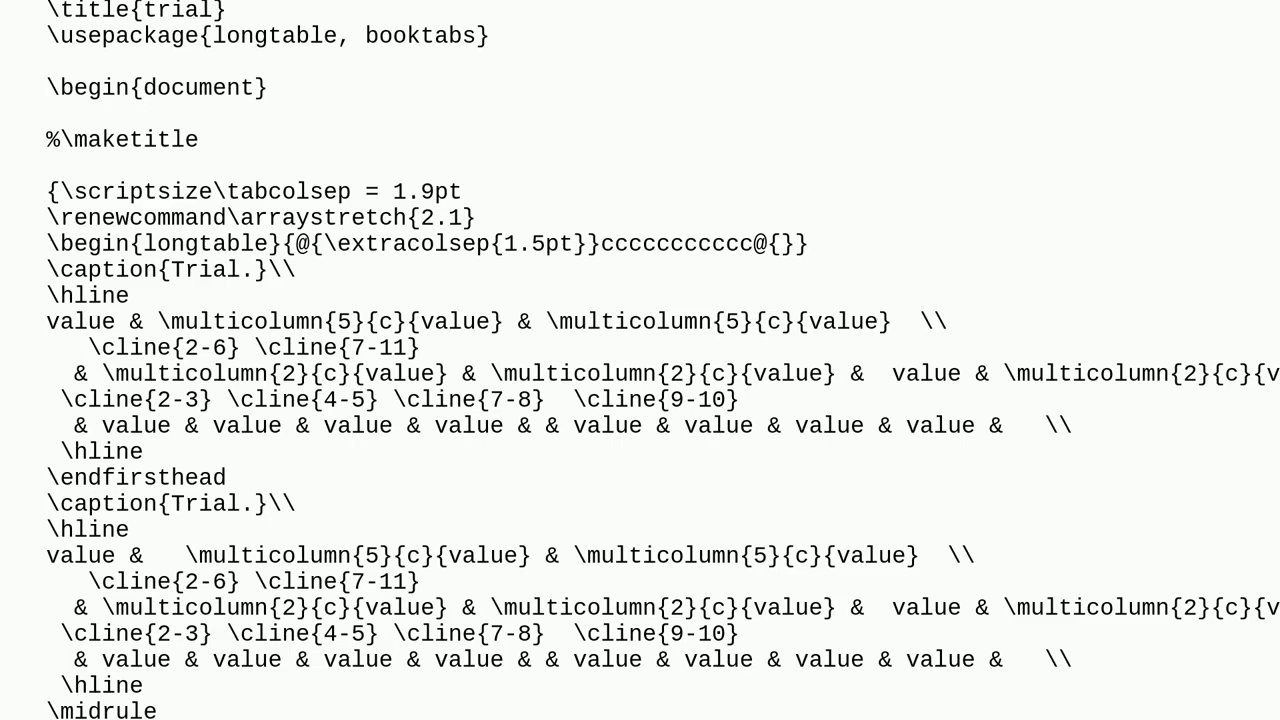 \title{trial}
\usepackage{longtable, booktabs}
\begin{document}
%\maketitle
{\scriptsize\tabcolsep = 1.9pt
\renewcommand\arraystretch{2.1}
\begin{longtable}{@{\extracolsep{1.5pt}}ccccccccccc@{}}
\caption{Trial.}\\
\hline
value & \multicolumn{5}{c}{value} & \multicolumn{5}{c}{value}  \\
   \cline{2-6} \cline{7-11}
  & \multicolumn{2}{c}{value} & \multicolumn{2}{c}{value} &  value & \multicolumn{2}{c}{v
 \cline{2-3} \cline{4-5} \cline{7-8}  \cline{9-10}
  & value & value & value & value & & value & value & value & value &   \\
 \hline
\endfirsthead
\caption{Trial.}\\
\hline
value &   \multicolumn{5}{c}{value} & \multicolumn{5}{c}{value}  \\
   \cline{2-6} \cline{7-11}
  & \multicolumn{2}{c}{value} & \multicolumn{2}{c}{value} &  value & \multicolumn{2}{c}{v
 \cline{2-3} \cline{4-5} \cline{7-8}  \cline{9-10}
  & value & value & value & value & & value & value & value & value &   \\
 \hline
\midrule